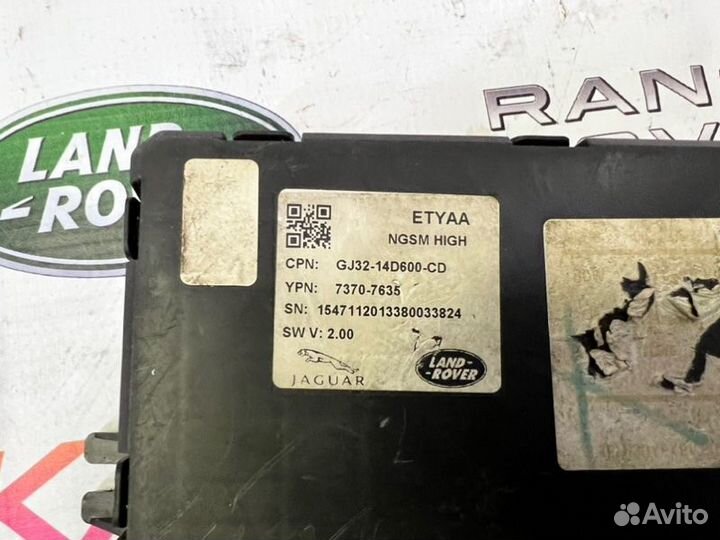 LAND
-ROV
RAN
ETYAA
NGSM HIGH
CPN: GJ32-14D600-CD
YPN: 7370-7635
SN: 1547112013380033824
SW V: 2.00
JAGUAR
LAND
-ROVER
Avito